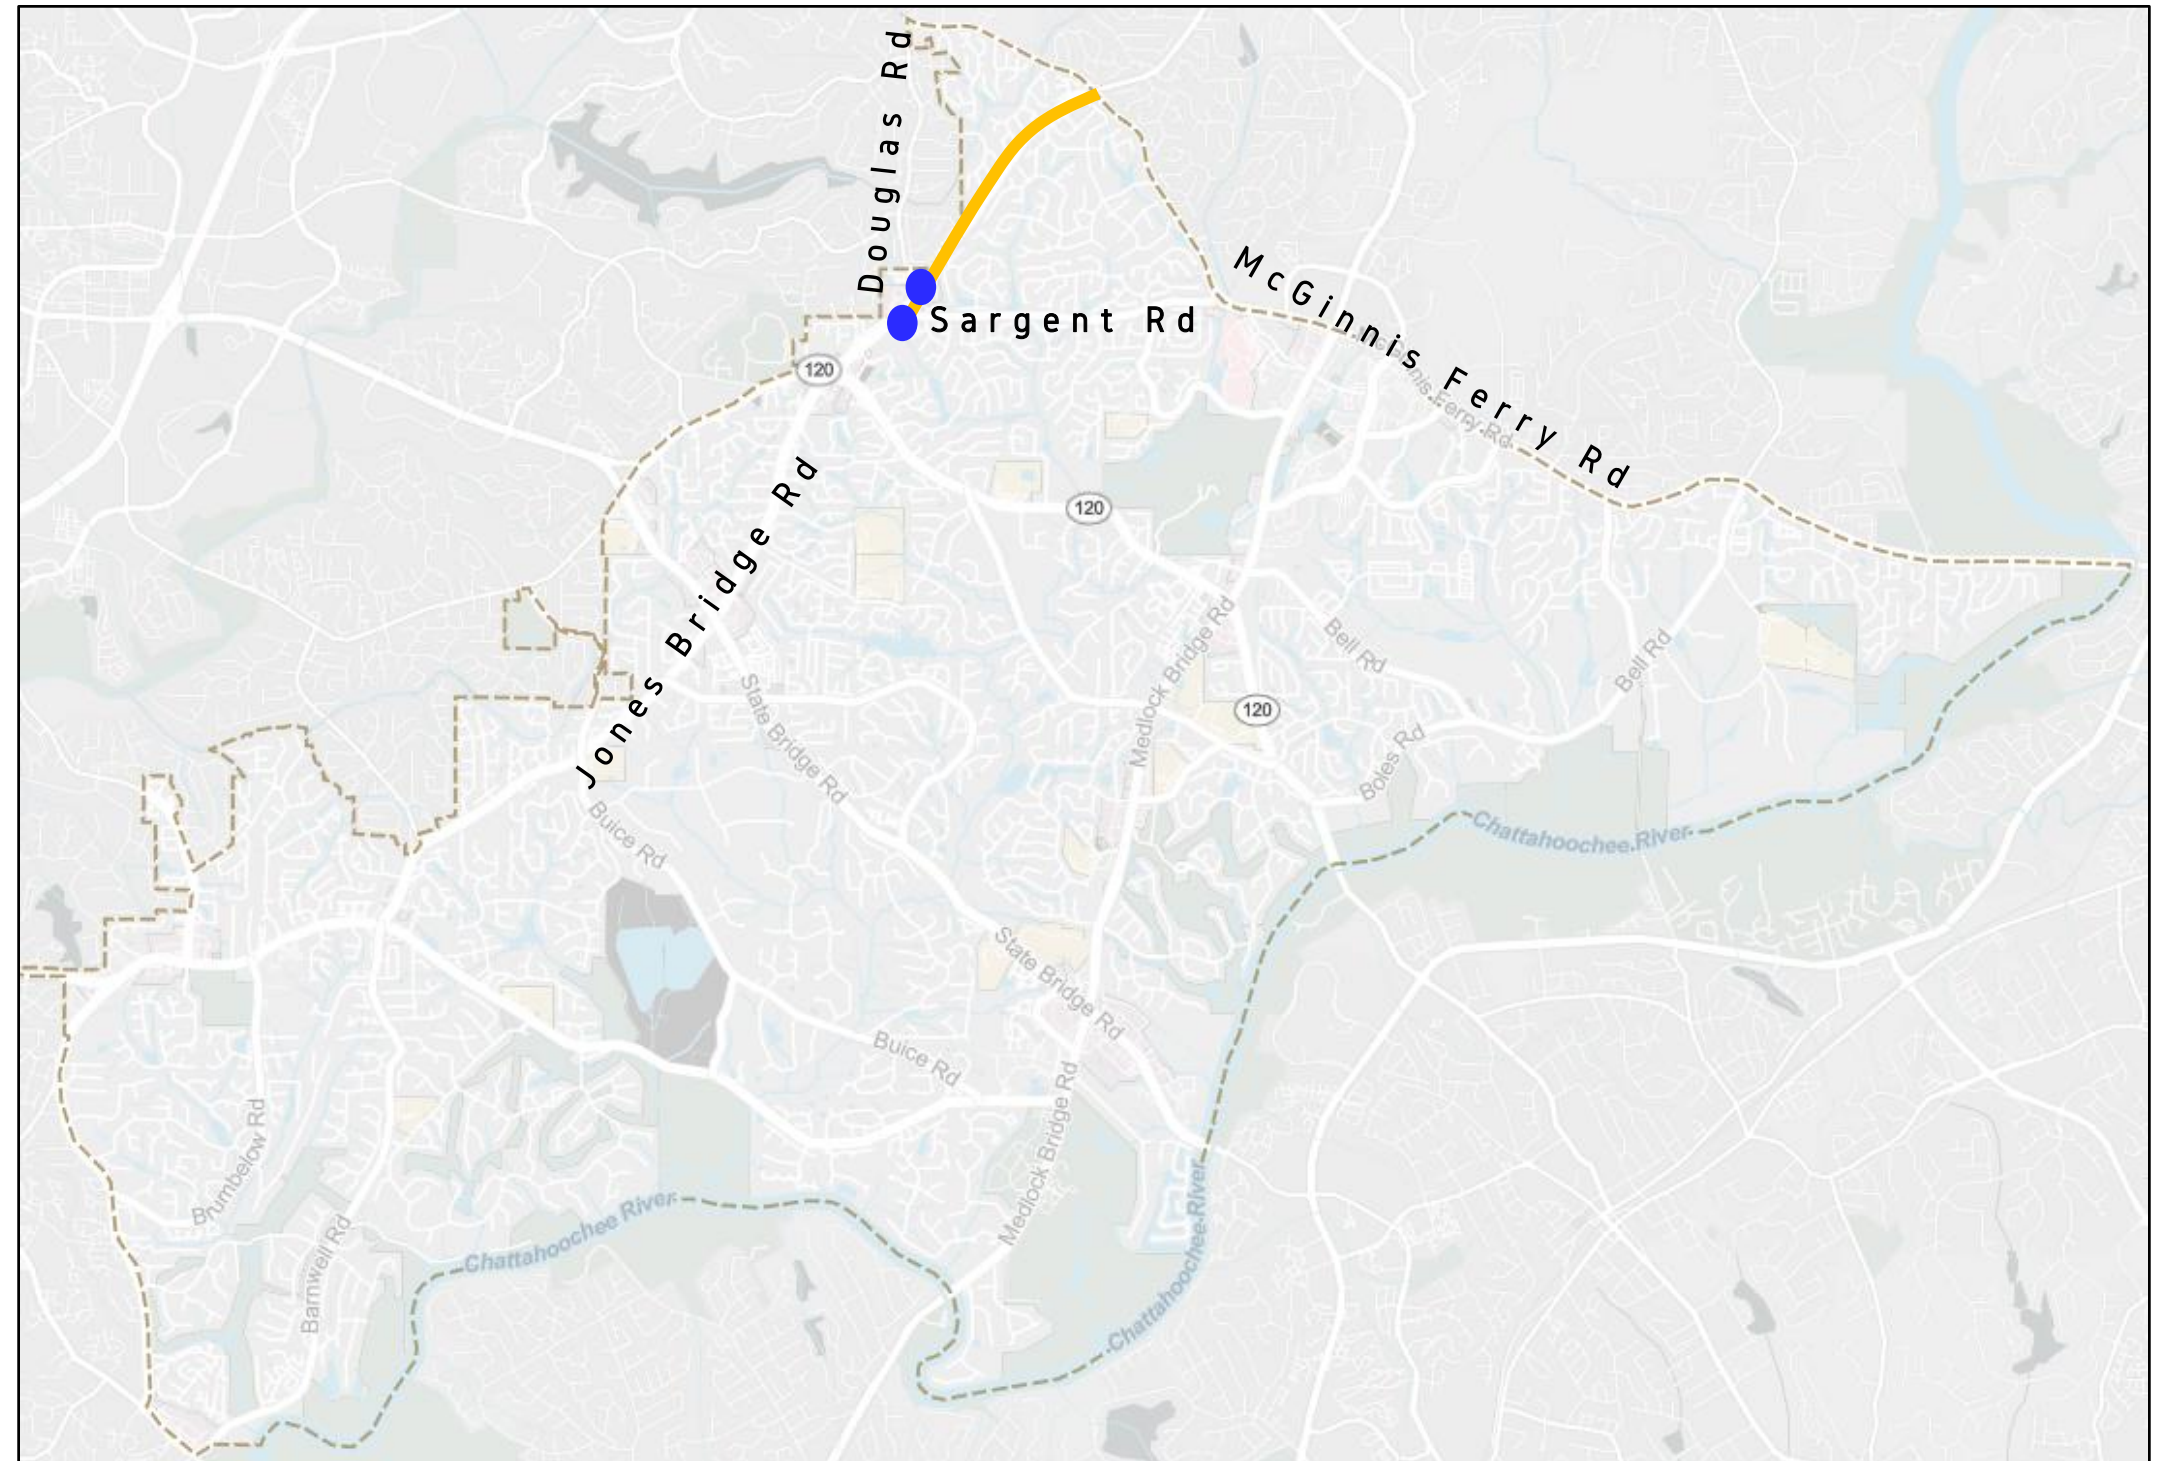 Douglas Rd
McGinnis Ferry Rd
Sargent Rd
120
Jones Bridge Rd
120
Medlock Bridge Rd
Bell Rd
Bell Rd
State Bridge Rd
120
Boles Rd
Buice Rd
Chattahoochee River
State Bridge Rd
Buice Rd
Medlock Bridge Rd
Brumbelow Rd
Barnwell Rd
Chattahoochee River
Chattahoochee River